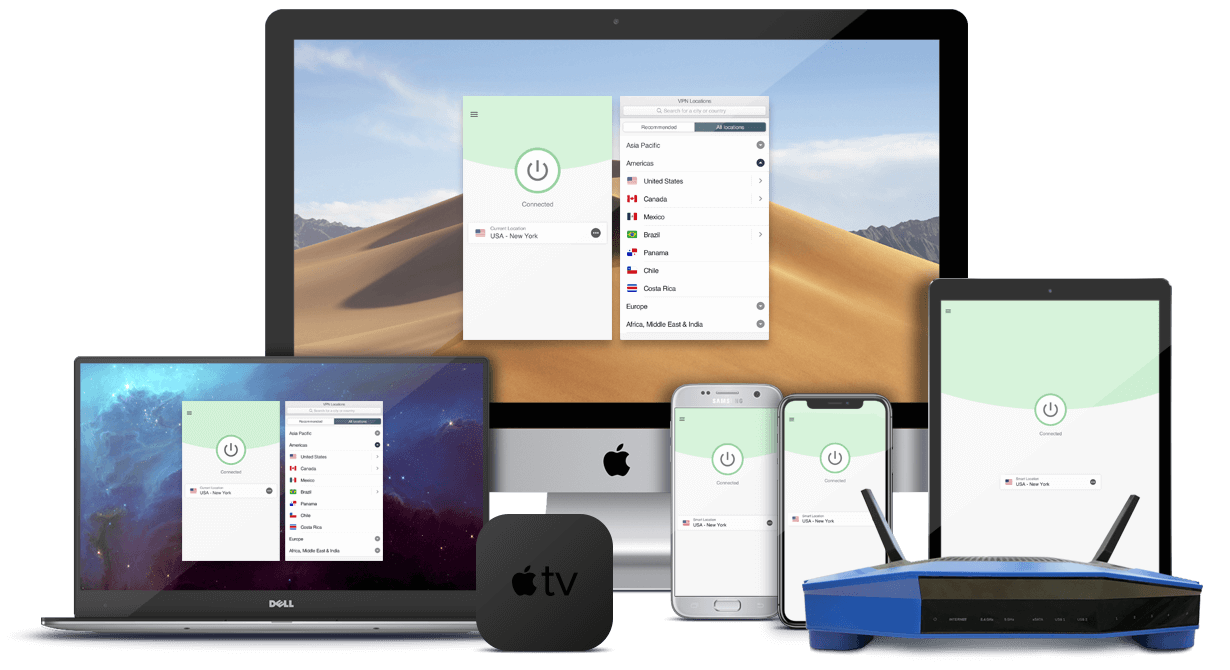 VPN Locations
Search for a city or country
Recommended
All locations
Asia Pacific
Americas
United States
Canada
Mexico
Brazil
Panama
Chile
Costa Rica
Europe
Africa, Middle East & India
Connected
Current Location
USA - New York
VPN Locations
Search for a city or country
Recommended
All locations
Asia Pacific
Americas
United States
Canada
Mexico
Brazil
Panama
Chile
Costa Rica
Europe
Africa, Middle East & India
Connected
Current Location
USA - New York
DELL
tv
SAMSUNG
Connected
Smart Location
USA - New York
Connected
Smart Location
USA - New York
Connected
Smart Location
USA - New York